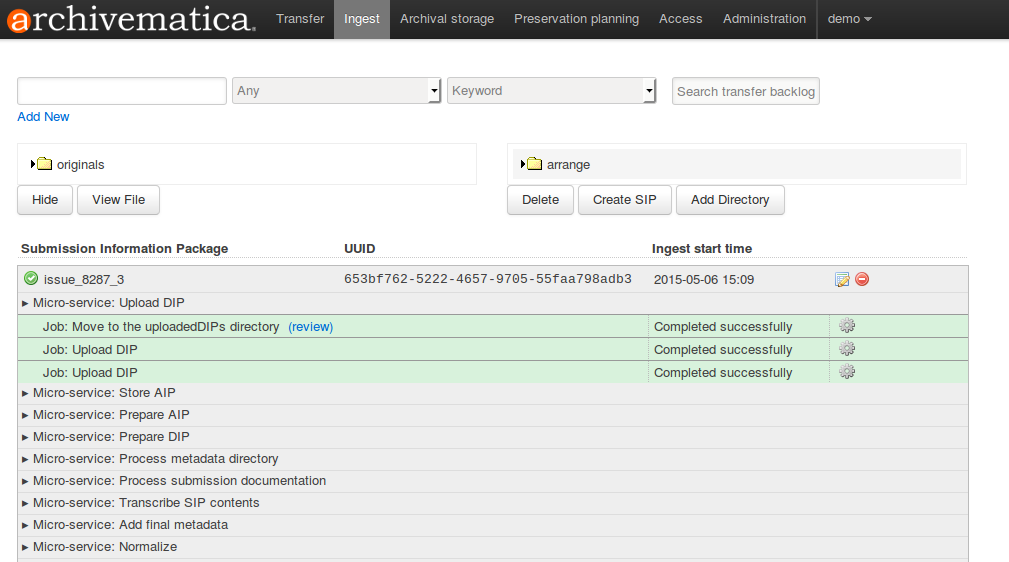 archivematica Transfer Ingest Archival storage Preservation planning Access Administration demo
Any Keyword Search transfer backlog
Add New
originals arrange
Hide View File Delete Create SIP Add Directory
Submission Information Package UUID Ingest start time
issue_8287_3 653bf762-5222-4657-9705-55faa798adb3 2015-05-06 15:09
Micro-service: Upload DIP
Job: Move to the uploadedDIPs directory (review) Completed successfully
Job: Upload DIP Completed successfully
Job: Upload DIP Completed successfully
Micro-service: Store AIP
Micro-service: Prepare AIP
Micro-service: Prepare DIP
Micro-service: Process metadata directory
Micro-service: Process submission documentation
Micro-service: Transcribe SIP contents
Micro-service: Add final metadata
Micro-service: Normalize